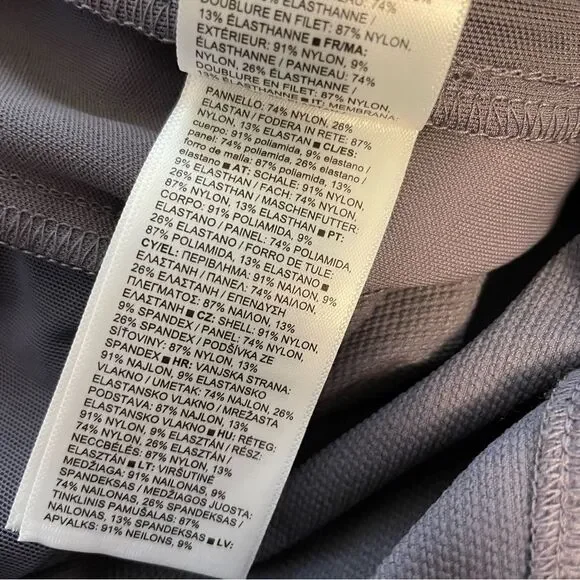 DOUBLURE EN FILET: 87% NYLON,
13% ÉLASTHANNE ■ FR/MA:
EXTÉRIEUR: 91% NYLON, 9%
ÉLASTHANNE / PANNEAU: 74%
NYLON, 26% ÉLASTHANNE /
DOUBLURE EN FILET: 87% NYLON,
13% ÉLASTHANNE ■ IT: MEMBRANA:
PANNELLO: 74% NYLON, 26%
ELASTAN / FODERA IN RETE: 87%
NYLON, 13% ELASTAN ■ CL/ES:
cuerpo: 91% poliamida, 9% elastano /
panel: 74% poliamida, 26% elastano /
forro de malla: 87% poliamida, 13%
elastano ■ AT: SCHALE: 91% NYLON,
9% ELASTHAN / FACH: 74% NYLON,
26% ELASTHAN / MASCHENFUTTER:
87% NYLON, 13% ELASTHAN ■ PT:
CORPO: 91% POLIAMIDA, 9%
ELASTANO / PAINEL: 74% POLIAMIDA,
26% ELASTANO / FORRO DE TULE:
87% POLIAMIDA, 13% ELASTANO ■
CY/EL: ΠΕΡΙΒΛΗΜΑ: 91% ΝΑΙΛΟΝ, 9%
ΕΛΑΣΤΑΝΗ / ΠΑΝΕΛ: 74% ΝΑΙΛΟΝ,
26% ΕΛΑΣΤΑΝΗ / ΕΠΕΝΔΥΣΗ
ΠΛΕΓΜΑΤΟΣ: 87% ΝΑΙΛΟΝ, 13%
ΕΛΑΣΤΑΝΗ ■ CZ: SHELL: 91% NYLON,
9% SPANDEX / PANEL: 74% NYLON,
26% SPANDEX / PODŠÍVKA ZE
SÍŤOVINY: 87% NYLON, 13%
SPANDEX ■ HR: VANJSKA STRANA:
91% NAJLON, 9% ELASTANSKO
VLAKNO / UMETAK: 74% NAJLON, 26%
ELASTANSKO VLAKNO / MREŽASTA
PODSTAVA: 87% NAJLON, 13%
ELASTANSKO VLAKNO ■ HU: RÉTEG:
91% NYLON, 9% ELASZTÁN / RÉSZ:
74% NYLON, 26% ELASZTÁN /
NECCBÉLÉS: 87% NYLON, 13%
ELASZTÁN ■ LT: VIRŠUTINĖ
MEDŽIAGA: 91% NAILONAS, 9%
SPANDEKSAS / MEDŽIAGOS JUOSTA:
74% NAILONAS, 26% SPANDEKSAS /
TINKLINIS PAMUŠALAS: 87%
NAILONAS, 13% SPANDEKSAS ■ LV:
APVALKS: 91% NEILONS, 9%